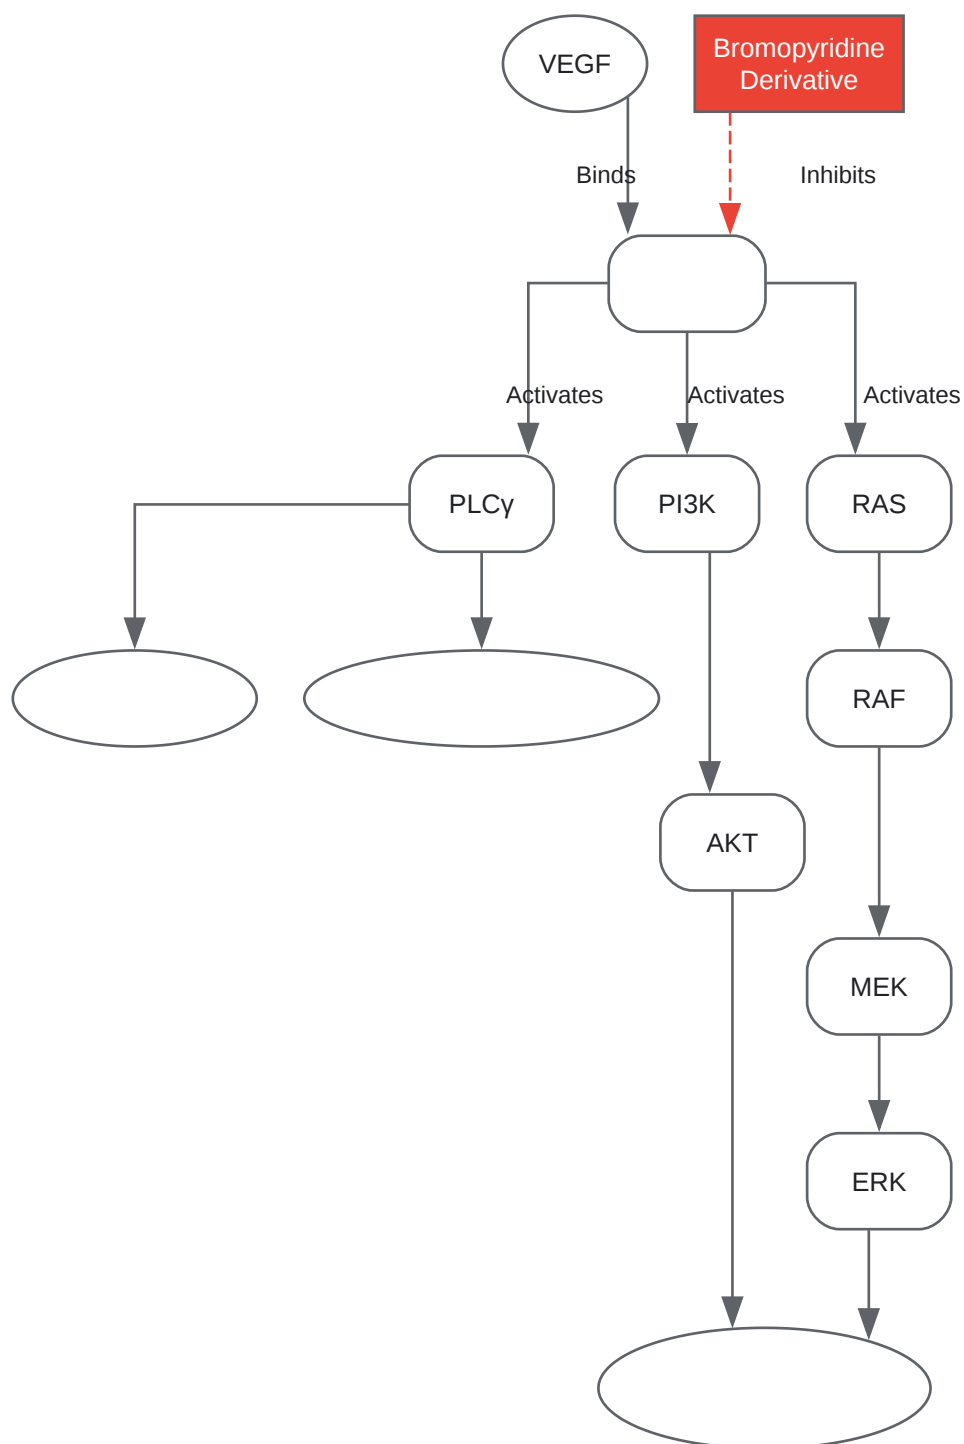 VEGF
Bromopyridine
Derivative
Binds
Inhibits
Activates
Activates
Activates
PLCγ
PI3K
RAS
RAF
AKT
MEK
ERK